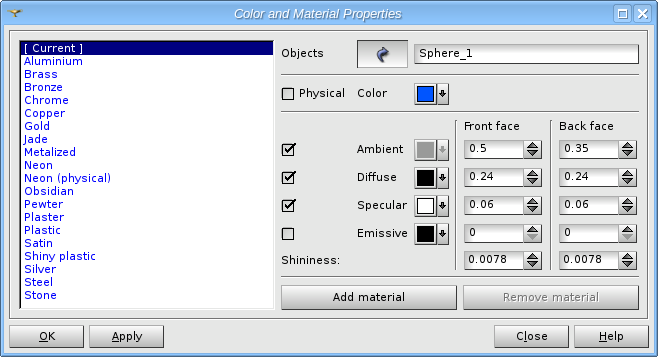 Color and Material Properties
[ Current ]
Aluminium
Brass
Bronze
Chrome
Copper
Gold
Jade
Metalized
Neon
Neon (physical)
Obsidian
Pewter
Plaster
Plastic
Satin
Shiny plastic
Silver
Steel
Stone
Objects Sphere_1
Physical Color
Front face Back face
Ambient 0.5 0.35
Diffuse 0.24 0.24
Specular 0.06 0.06
Emissive 0 0
Shininess: 0.0078 0.0078
Add material Remove material
OK Apply Close Help